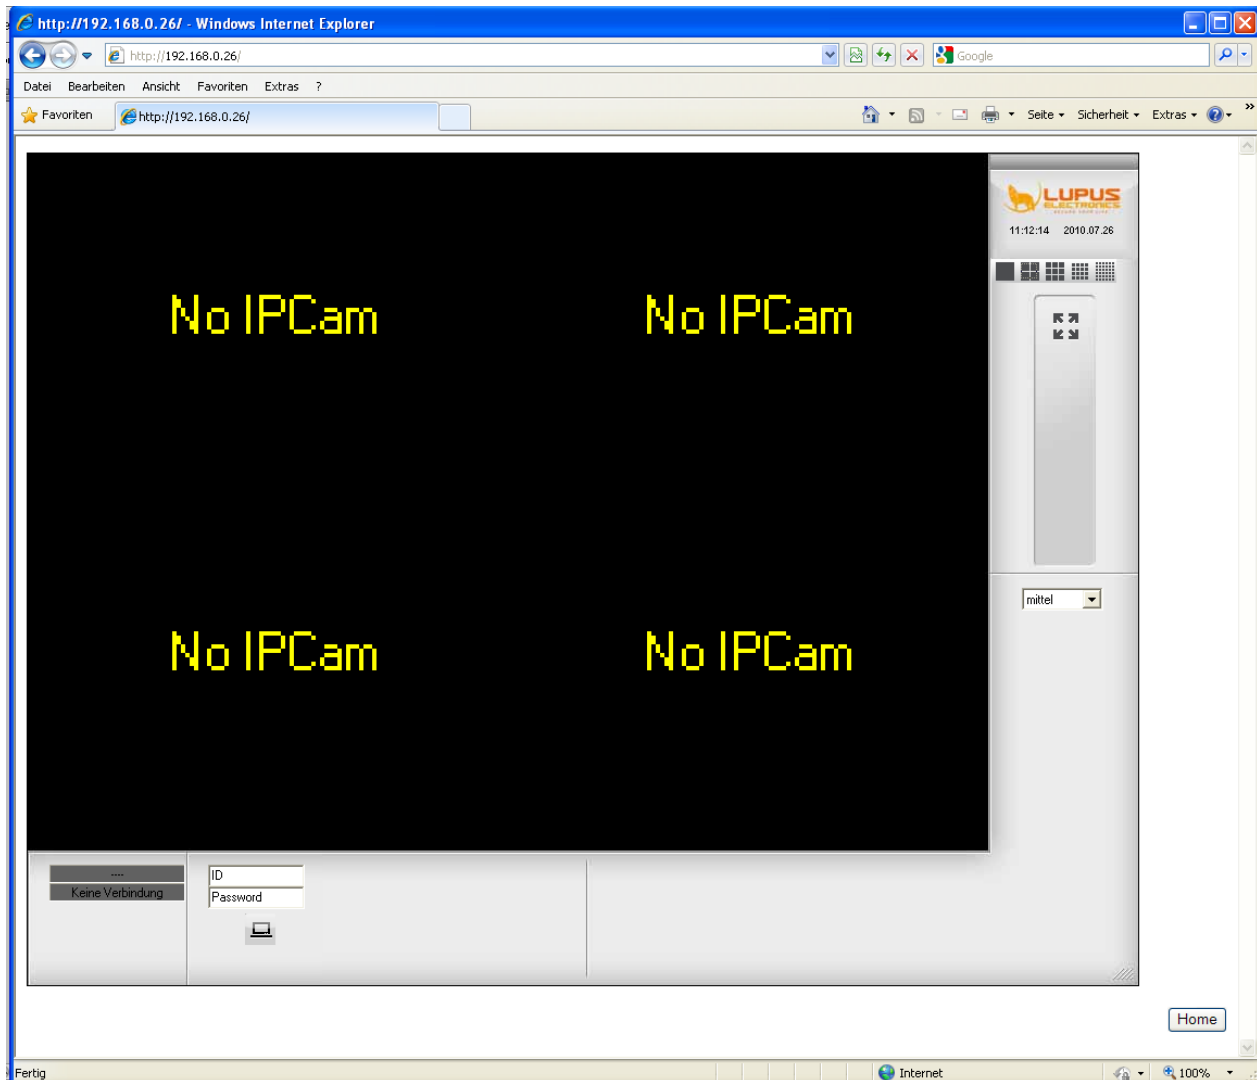 http://192.168.0.26/ - Windows Internet Explorer
http://192.168.0.26/
Google
Datei Bearbeiten Ansicht Favoriten Extras ?
Favoriten
http://192.168.0.26/
Seite Sicherheit Extras
LUPUS
ELECTRONICS
11:12:14 2010.07.26
No IPCam No IPCam
mittel
No IPCam No IPCam
----
Keine Verbindung
ID
Password
Home
Fertig
Internet
100%